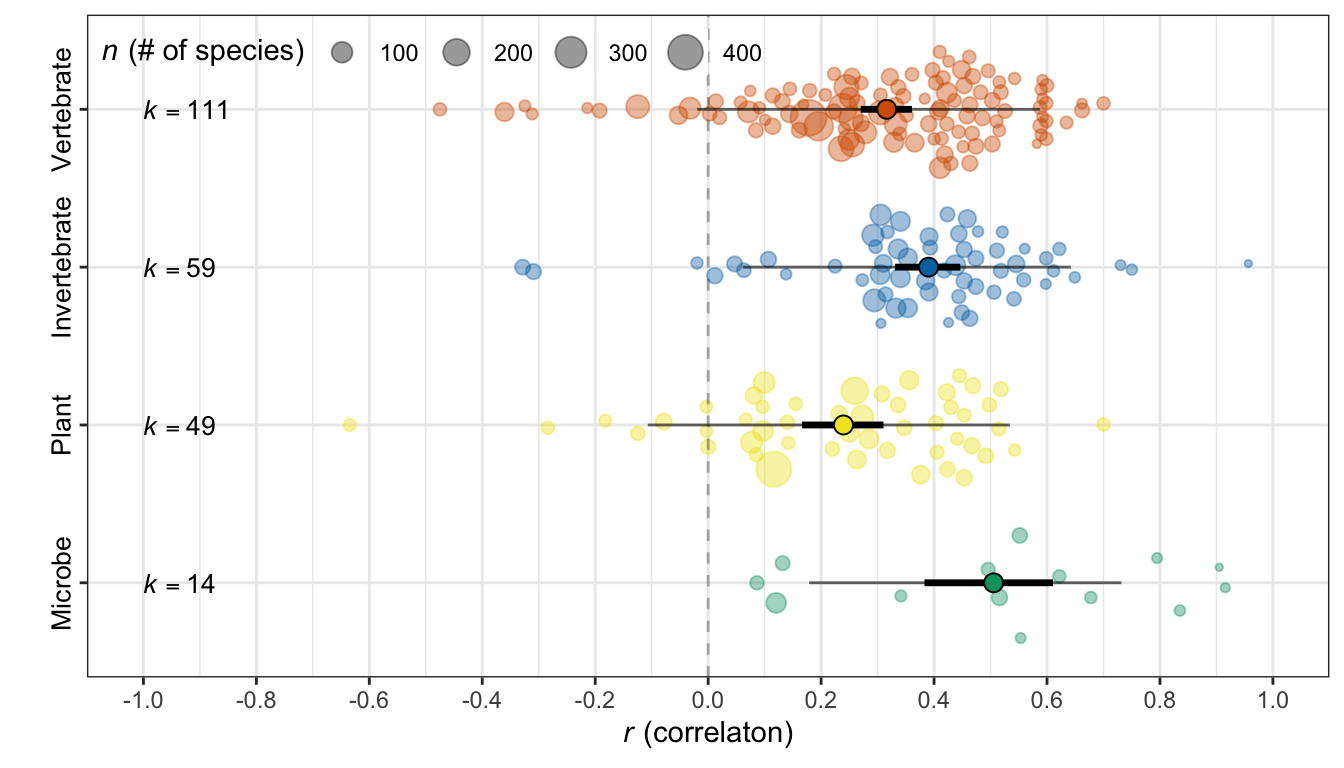 n (# of species) 100 200 300 400
Vertebrate
k = 111
Invertebrate
k = 59
Plant
k = 49
Microbe
k = 14
-1.0 -0.8 -0.6 -0.4 -0.2 0.0 0.2 0.4 0.6 0.8 1.0
r (correlaton)